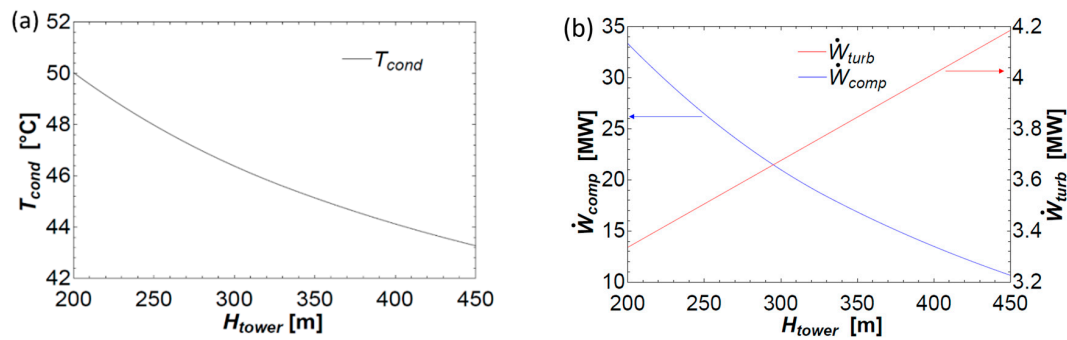 (a)
52
50
48
46
44
42
T_cond [°C]
T_cond
200 250 300 350 400 450
H_tower [m]
(b)
35
30
25
20
15
10
Ẇ_comp [MW]
Ẇ_turb
Ẇ_comp
4.2
4
3.8
3.6
3.4
3.2
Ẇ_turb [MW]
200 250 300 350 400 450
H_tower [m]